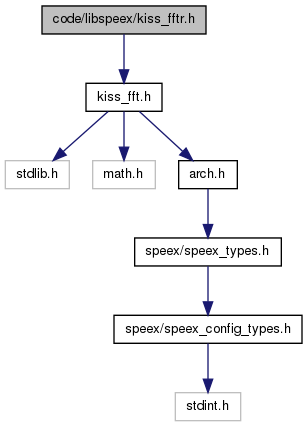 code/libspeex/kiss_fftr.h
kiss_fft.h
stdlib.h
math.h
arch.h
speex/speex_types.h
speex/speex_config_types.h
stdint.h